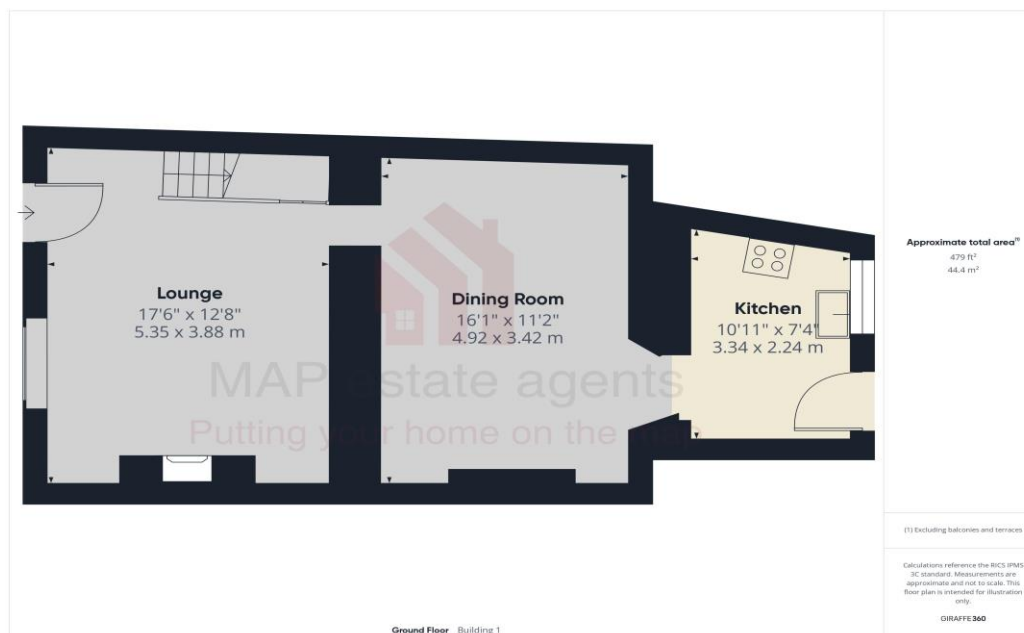 Lounge
17'6" x 12'8"
5.35 x 3.88 m
Dining Room
16'1" x 11'2"
4.92 x 3.42 m
Kitchen
10'11" x 7'4"
3.34 x 2.24 m
MAP estate agents
Putting your home on the map
Ground Floor Building 1
Approximate total area⁽¹⁾
479 ft²
44.4 m²
(1) Excluding balconies and terraces
Calculations reference the RICS IPMS
3C standard. Measurements are
approximate and not to scale. This
floor plan is intended for illustration
only.
GIRAFFE360